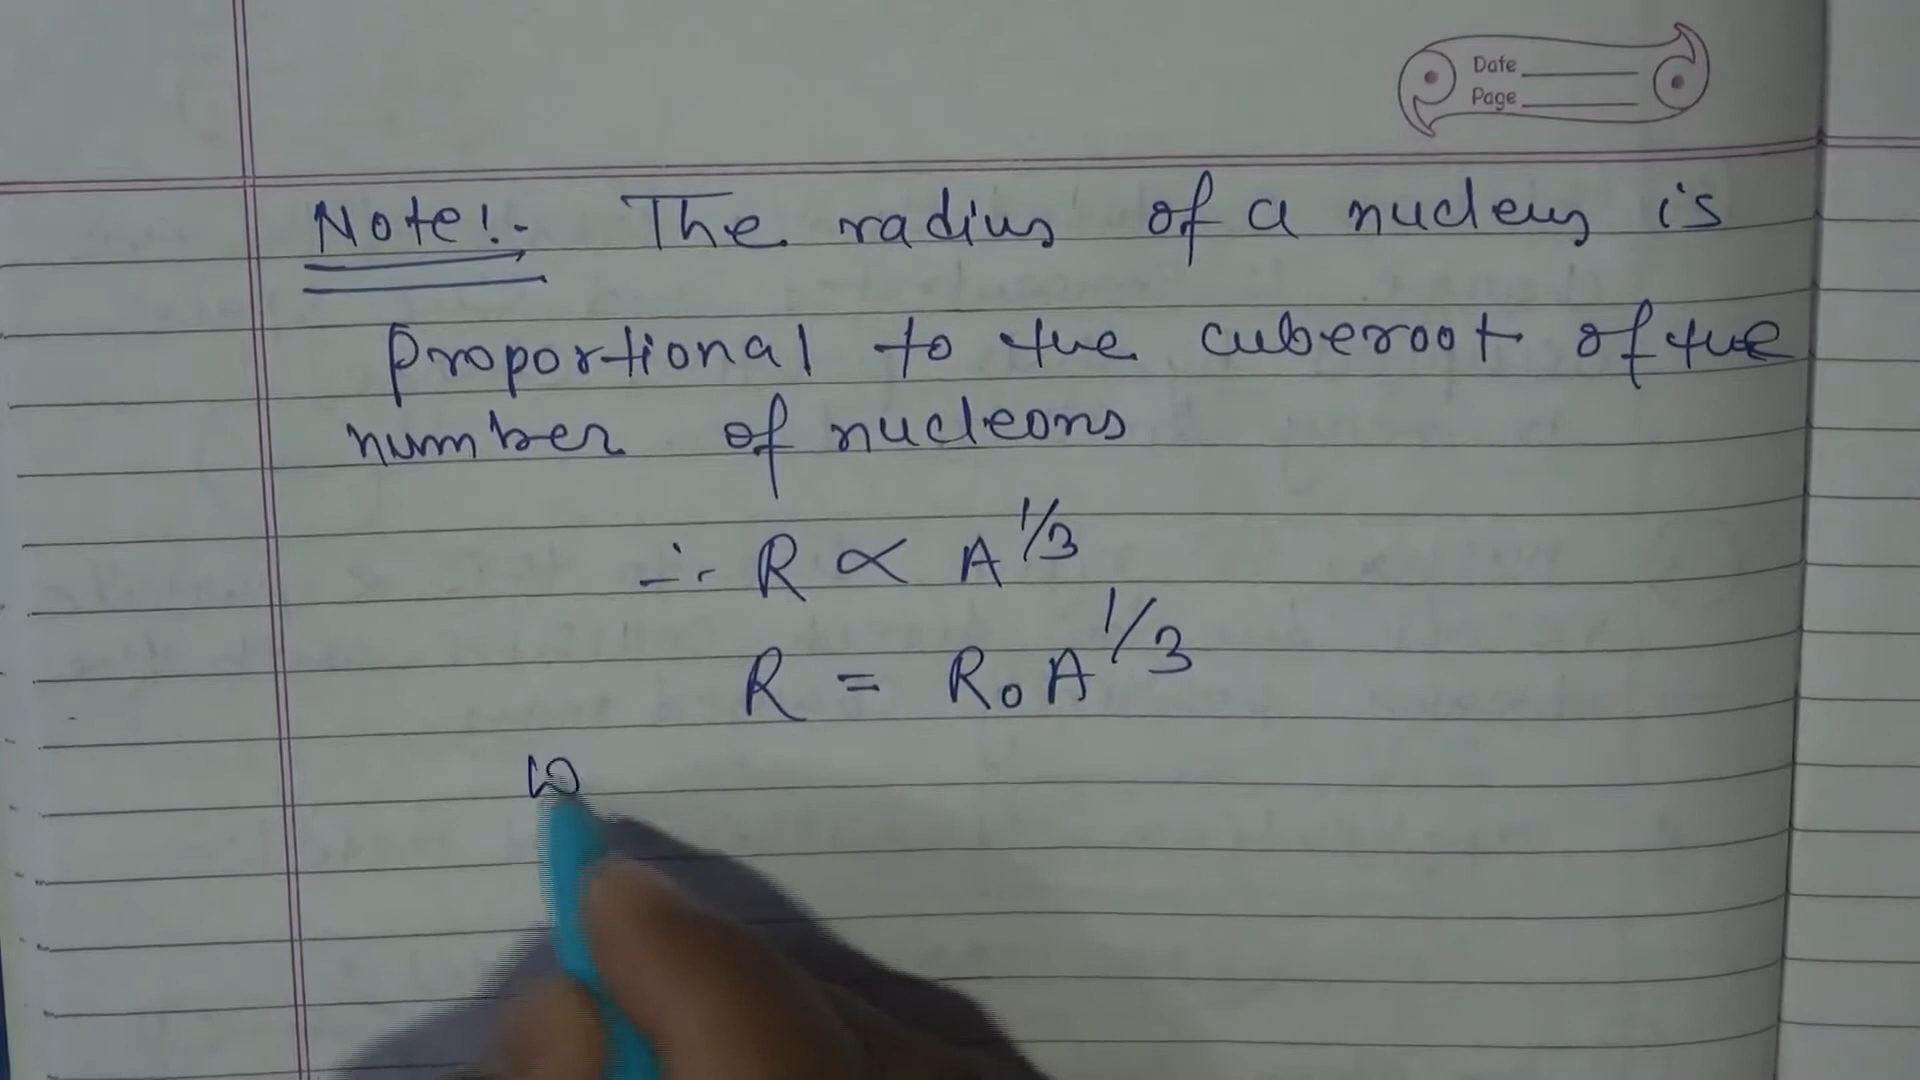 Date
Page
Note:- The radius of a nucleus is
proportional to the cuberoot of the
number of nucleons
∴ R ∝ A^1/3
R = R₀ A^1/3